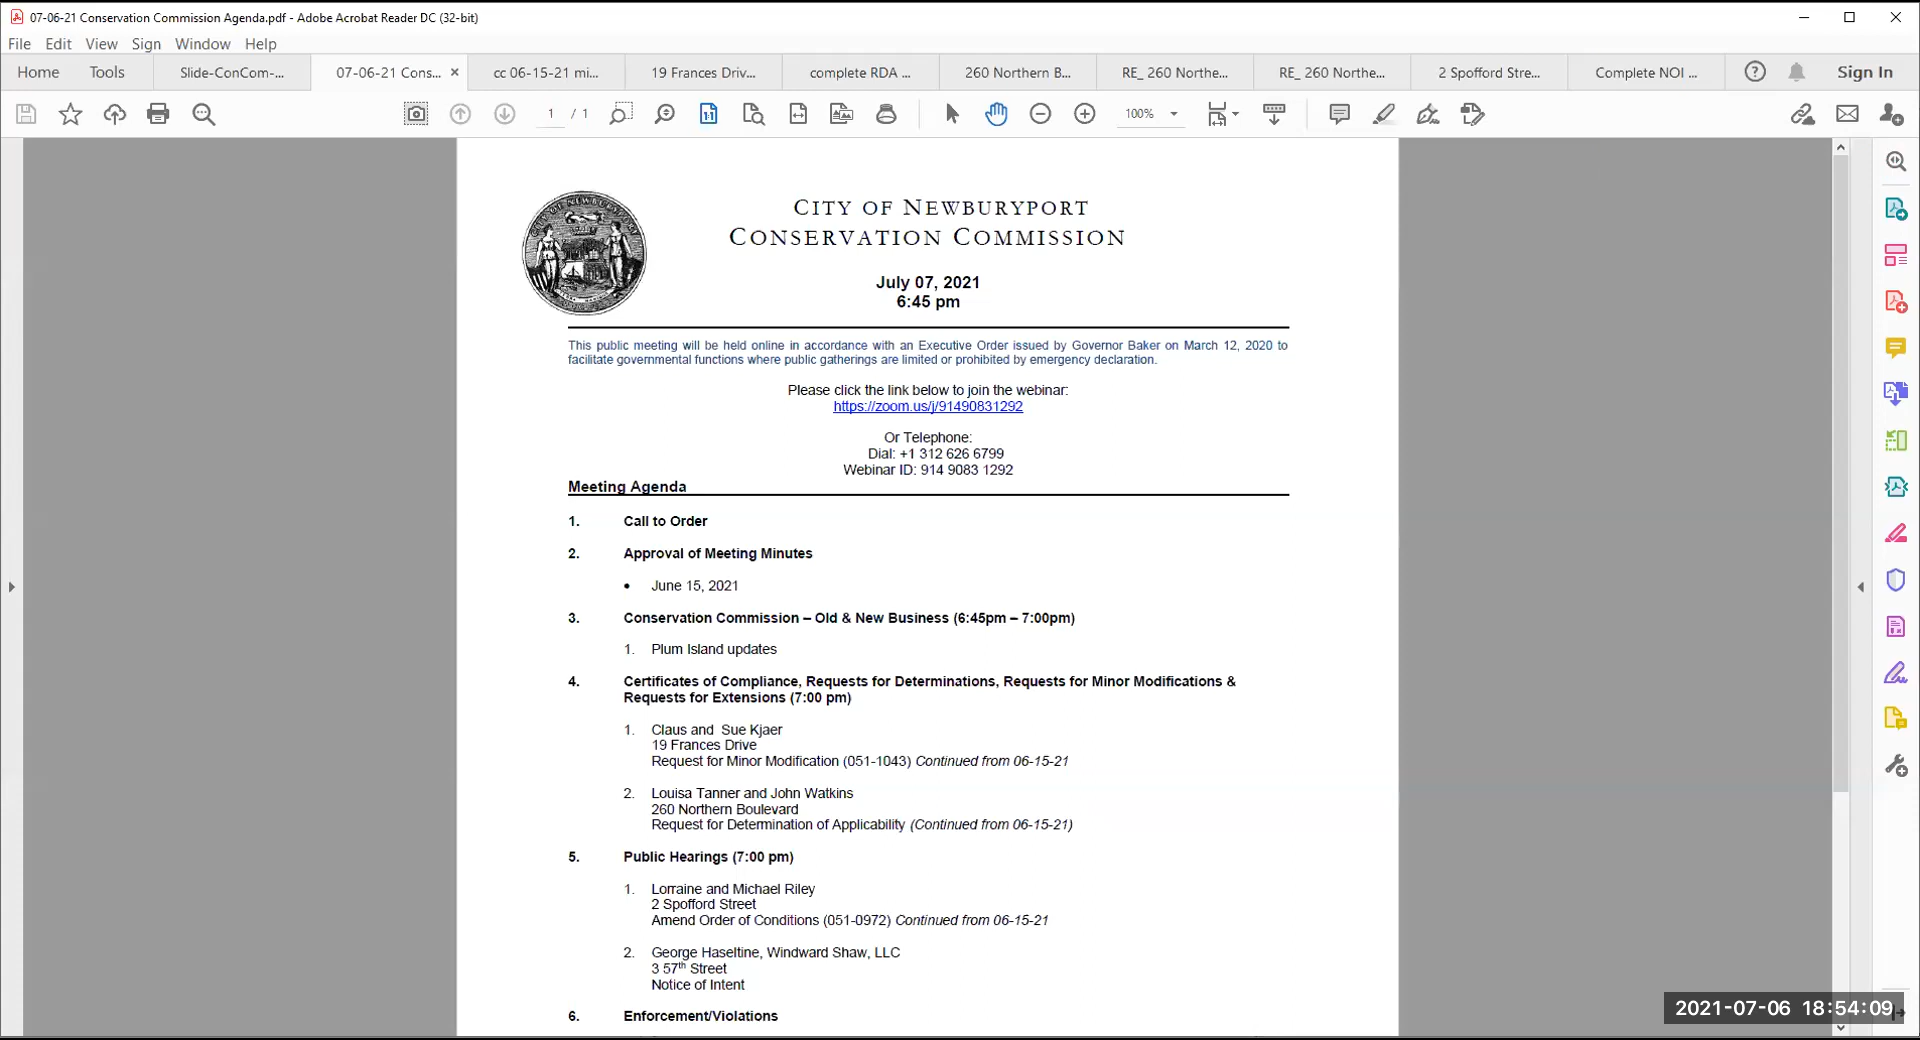 07-06-21 Conservation Commission Agenda.pdf - Adobe Acrobat Reader DC (32-bit)
File Edit View Sign Window Help
Home Tools Slide-ConCom-... 07-06-21 Cons... × cc 06-15-21 mi... 19 Frances Driv... complete RDA ... 260 Northern B... RE_ 260 Northe... RE_ 260 Northe... 2 Spofford Stre... Complete NOI ... Sign In
1 / 1 100%
CITY OF NEWBURYPORT
CONSERVATION COMMISSION
July 07, 2021
6:45 pm
This public meeting will be held online in accordance with an Executive Order issued by Governor Baker on March 12, 2020 to
facilitate governmental functions where public gatherings are limited or prohibited by emergency declaration.
Please click the link below to join the webinar:
https://zoom.us/j/91490831292
Or Telephone:
Dial: +1 312 626 6799
Webinar ID: 914 9083 1292
Meeting Agenda
1. Call to Order
2. Approval of Meeting Minutes
• June 15, 2021
3. Conservation Commission – Old & New Business (6:45pm – 7:00pm)
1. Plum Island updates
4. Certificates of Compliance, Requests for Determinations, Requests for Minor Modifications &
Requests for Extensions (7:00 pm)
1. Claus and Sue Kjaer
19 Frances Drive
Request for Minor Modification (051-1043) Continued from 06-15-21
2. Louisa Tanner and John Watkins
260 Northern Boulevard
Request for Determination of Applicability (Continued from 06-15-21)
5. Public Hearings (7:00 pm)
1. Lorraine and Michael Riley
2 Spofford Street
Amend Order of Conditions (051-0972) Continued from 06-15-21
2. George Haseltine, Windward Shaw, LLC
3 57th Street
Notice of Intent
6. Enforcement/Violations
2021-07-06 18:54:09